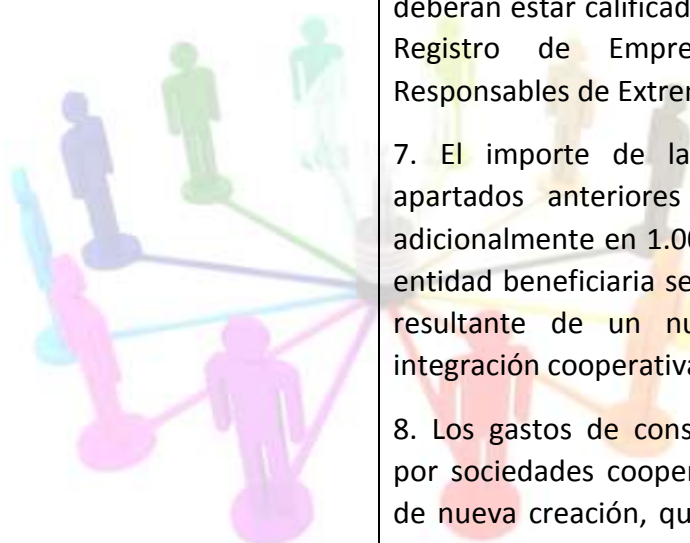 deberán estar calificad
Registro de Empre
Responsables de Extre
7. El importe de la
apartados anteriores
adicionalmente en 1.00
entidad beneficiaria se
resultante de un nu
integración cooperativa
8. Los gastos de cons
por sociedades cooper
de nueva creación, qu